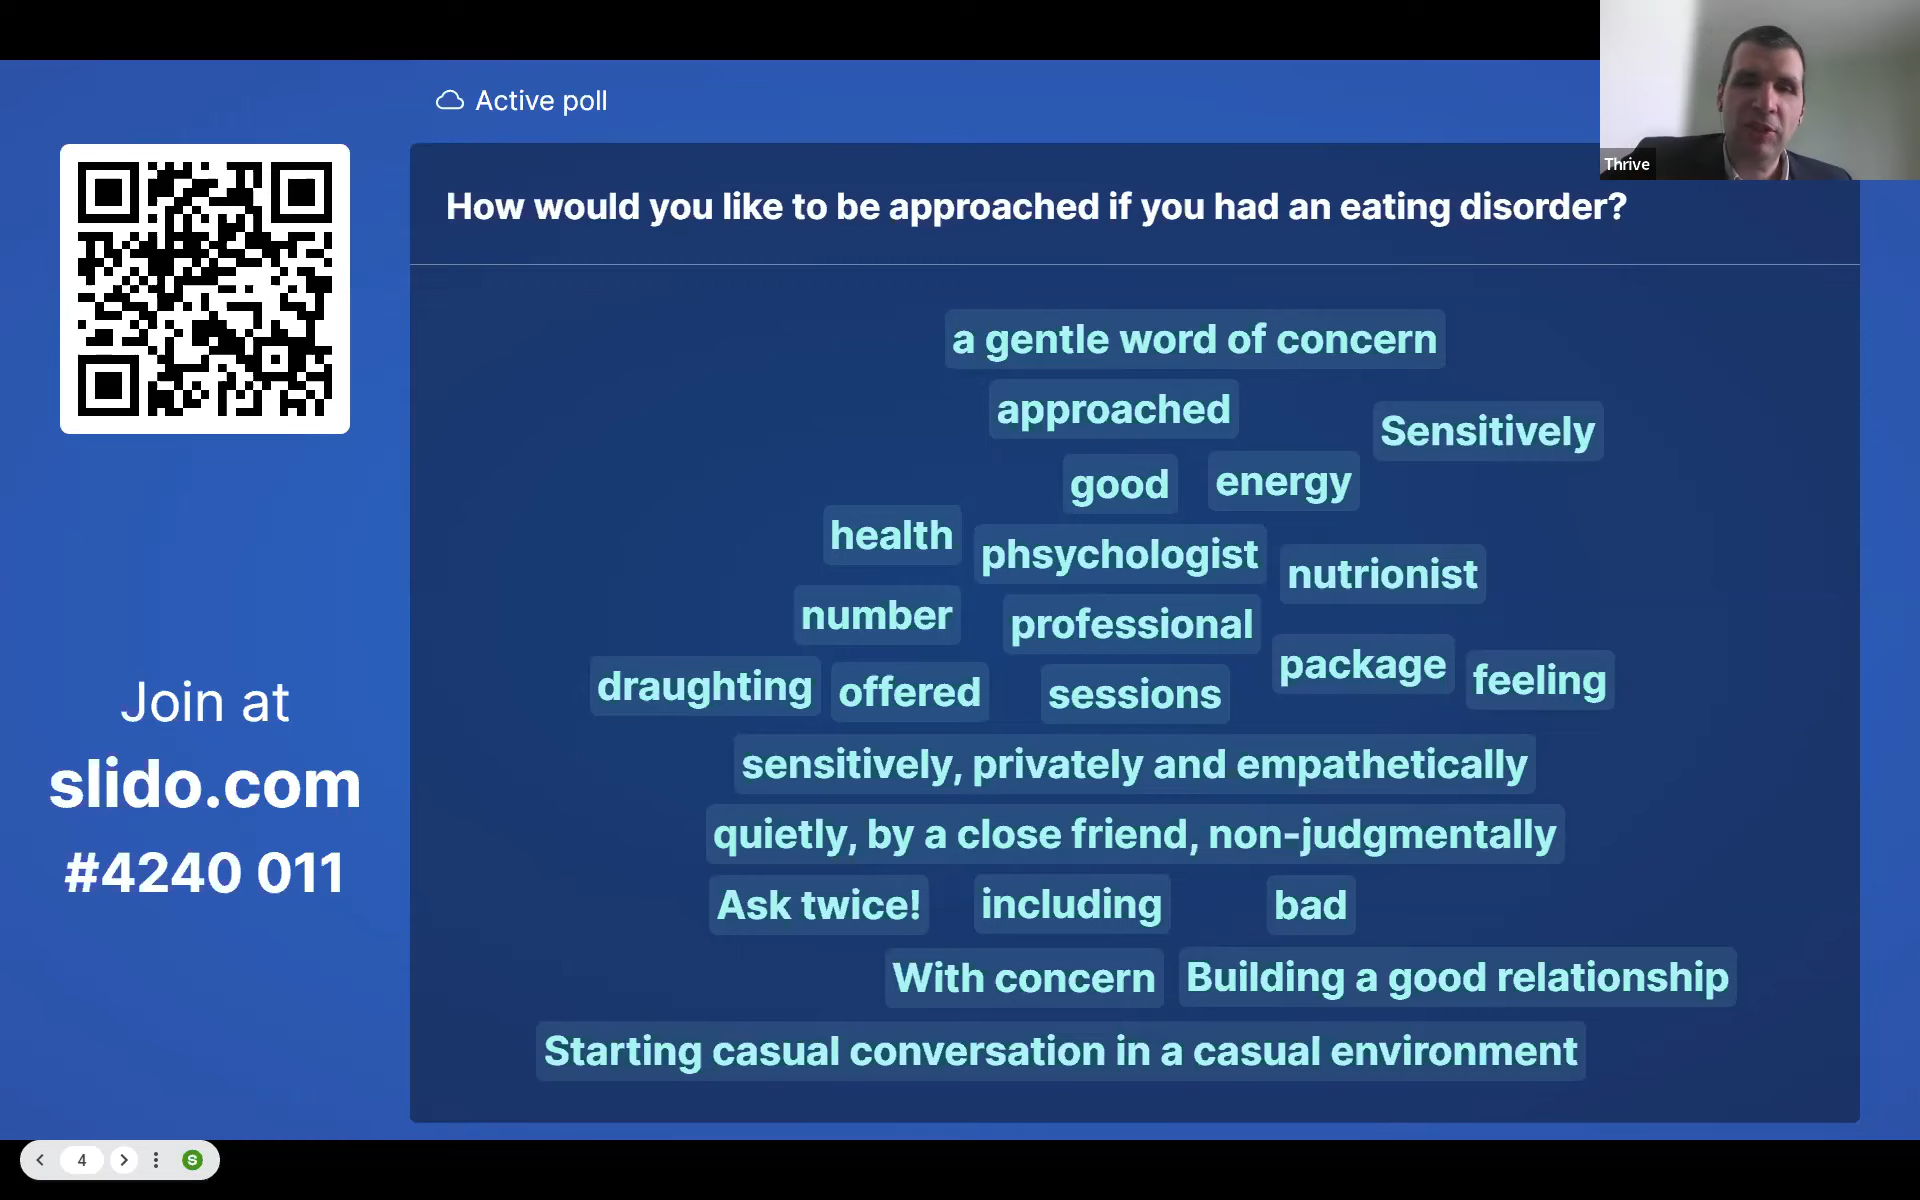 Active poll
Thrive
How would you like to be approached if you had an eating disorder?
a gentle word of concern
approached
Sensitively
good
energy
health
phsychologist
nutrionist
number
professional
package
feeling
draughting
offered
sessions
sensitively, privately and empathetically
quietly, by a close friend, non-judgmentally
Ask twice!
including
bad
With concern
Building a good relationship
Starting casual conversation in a casual environment
Join at
slido.com
#4240 011
4
S